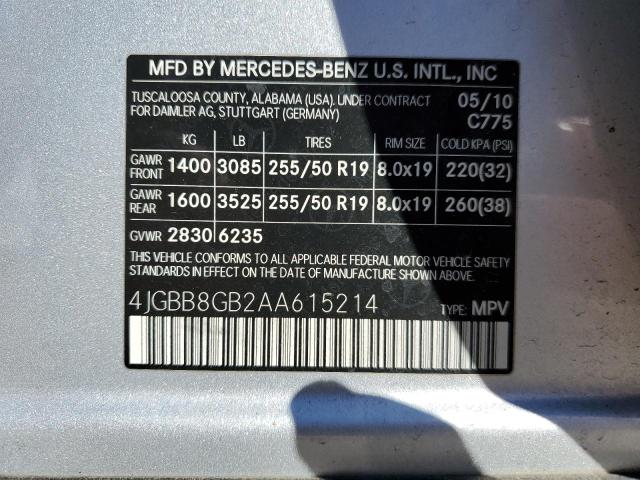 MFD BY MERCEDES-BENZ U.S. INTL., INC
TUSCALOOSA COUNTY, ALABAMA (USA). UNDER CONTRACT 05/10
FOR DAIMLER AG, STUTTGART (GERMANY) C775
KG LB TIRES RIM SIZE COLD KPA (PSI)
GAWR FRONT 1400 3085 255/50 R19 8.0x19 220(32)
GAWR REAR 1600 3525 255/50 R19 8.0x19 260(38)
GVWR 2830 6235
THIS VEHICLE CONFORMS TO ALL APPLICABLE FEDERAL MOTOR VEHICLE SAFETY STANDARDS
IN EFFECT ON THE DATE OF MANUFACTURE SHOWN ABOVE.
4JGBB8GB2AA615214 TYPE: MPV